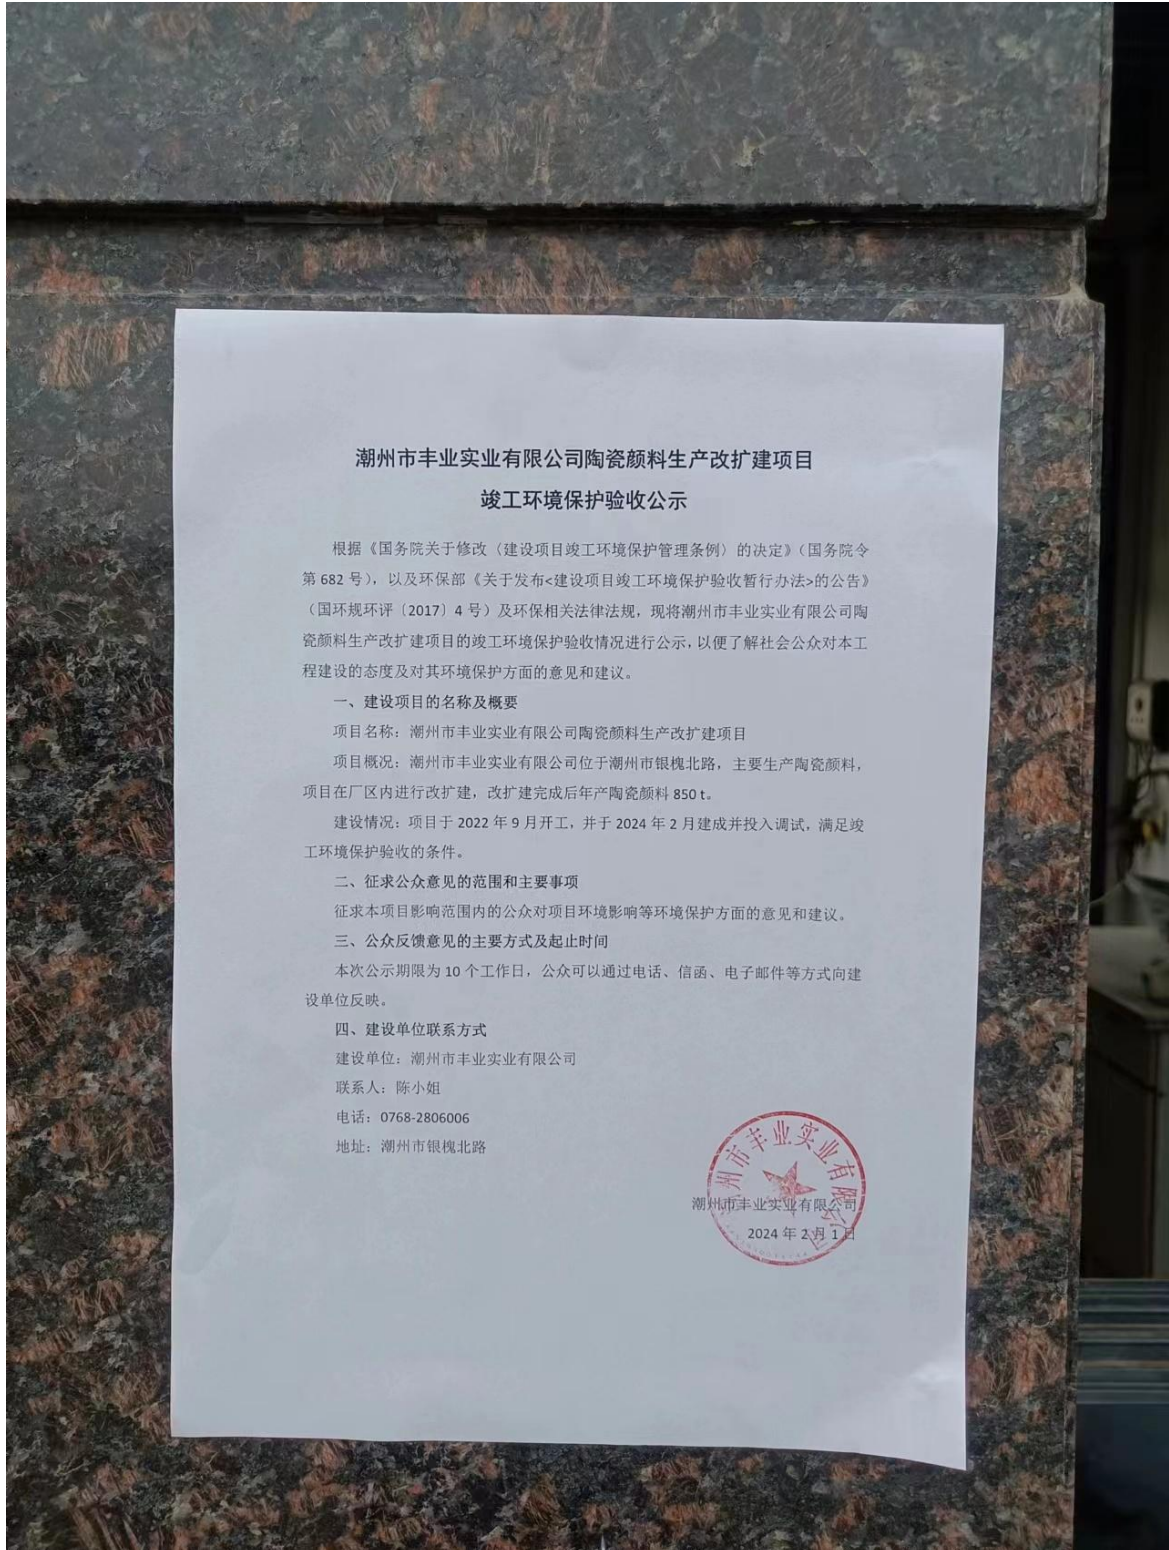 潮州市丰业实业有限公司陶瓷颜料生产改扩建项目
竣工环境保护验收公示
根据《国务院关于修改〈建设项目竣工环境保护管理条例〉的决定》（国务院令
第 682 号），以及环保部《关于发布<建设项目竣工环境保护验收暂行办法>的公告》
（国环规环评〔2017〕4 号）及环保相关法律法规，现将潮州市丰业实业有限公司陶
瓷颜料生产改扩建项目的竣工环境保护验收情况进行公示，以便了解社会公众对本工
程建设的态度及对其环境保护方面的意见和建议。
一、建设项目的名称及概要
项目名称：潮州市丰业实业有限公司陶瓷颜料生产改扩建项目
项目概况：潮州市丰业实业有限公司位于潮州市银槐北路，主要生产陶瓷颜料，
项目在厂区内进行改扩建，改扩建完成后年产陶瓷颜料 850 t。
建设情况：项目于 2022 年 9 月开工，并于 2024 年 2 月建成并投入调试，满足竣
工环境保护验收的条件。
二、征求公众意见的范围和主要事项
征求本项目影响范围内的公众对项目环境影响等环境保护方面的意见和建议。
三、公众反馈意见的主要方式及起止时间
本次公示期限为 10 个工作日，公众可以通过电话、信函、电子邮件等方式向建
设单位反映。
四、建设单位联系方式
建设单位：潮州市丰业实业有限公司
联系人：陈小姐
电话：0768-2806006
地址：潮州市银槐北路
潮州市丰业实业有限公司
潮州市丰业实业有限公司
2024 年 2 月 1 日